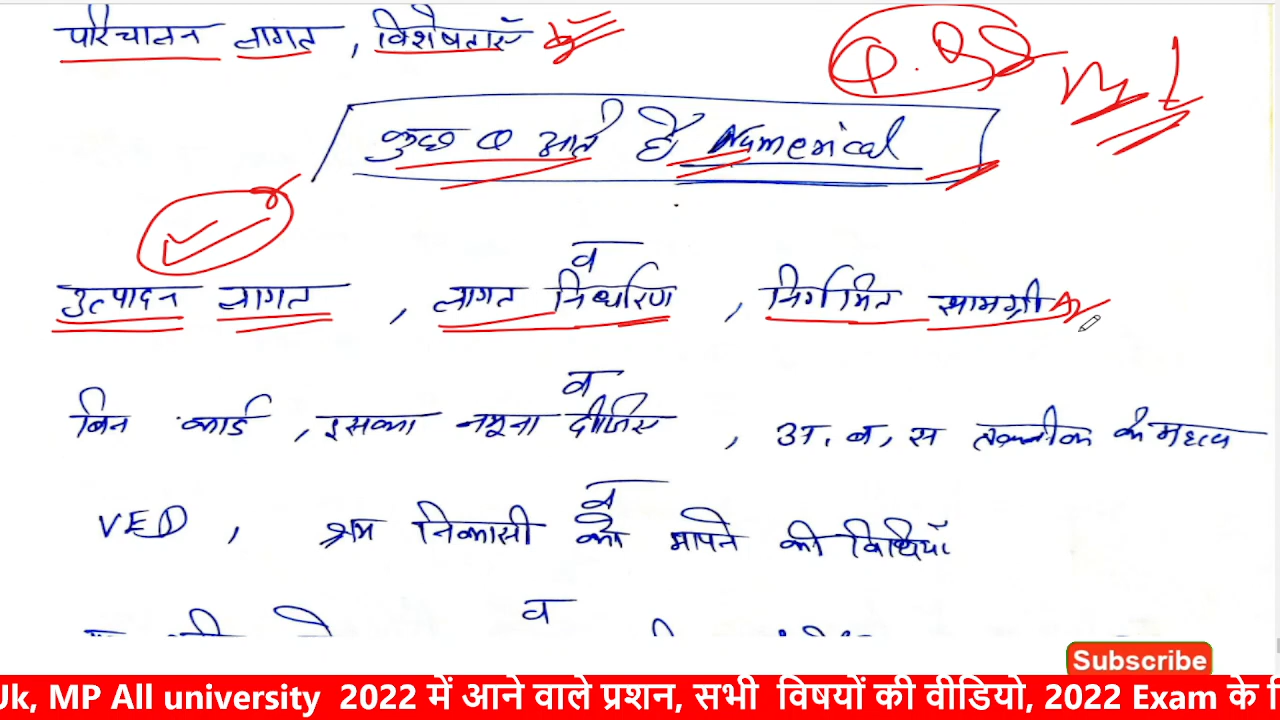 परिचालन लागत, विशेषताएँ
कुछ Q आते हैं Numerical
व
उत्पादन लागत, लागत निर्धारण, निर्गमित सामग्री
व
बिन कार्ड, इसका नमूना दीजिए, अ. ब, स तकनीक के महत्व
व
VED, श्रम निकासी को मापने की विधियाँ
व
Subscribe
Uk, MP All university 2022 में आने वाले प्रशन, सभी विषयों की वीडियो, 2022 Exam के